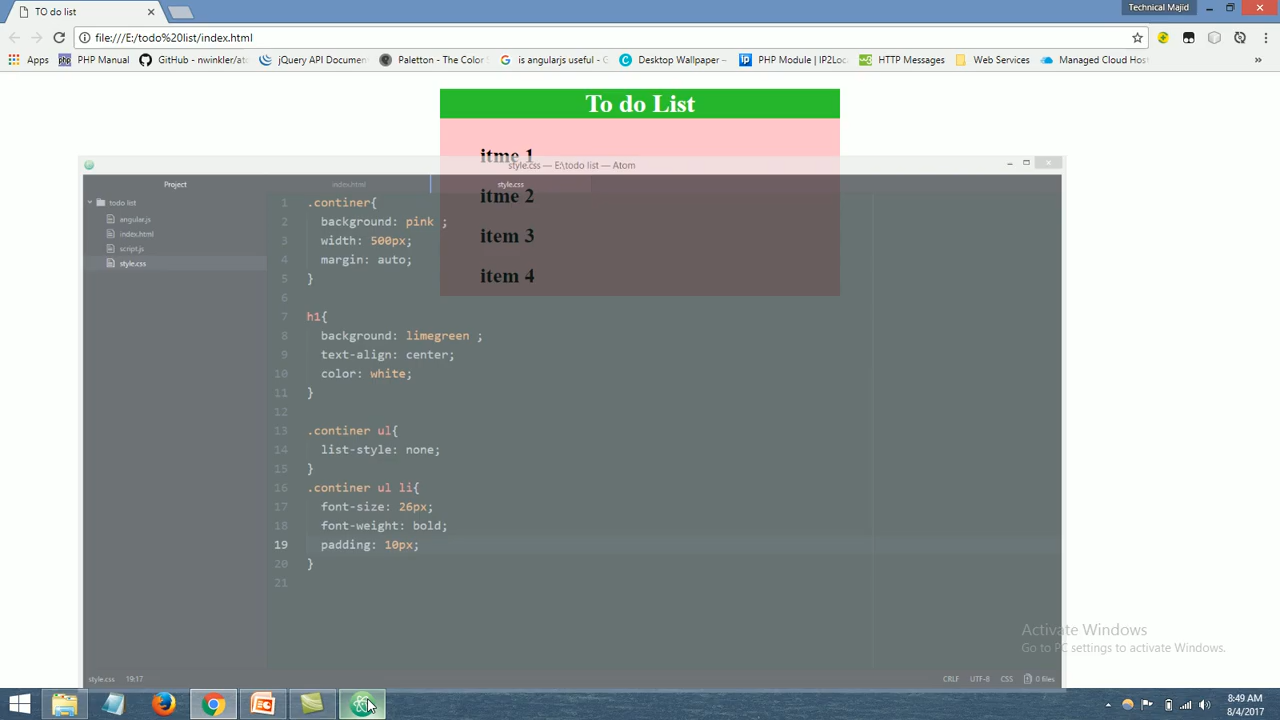 TO do list
Technical Majid
file:///E:/todo%20list/index.html
Apps
PHP Manual
GitHub - nwinkler/ato
jQuery API Documen
Paletton - The Color
is angularjs useful - G
Desktop Wallpaper –
PHP Module | IP2Loc
HTTP Messages
Web Services
Managed Cloud Host
»
To do List
itme 1
itme 2
item 3
item 4
style.css — E:\todo list — Atom
Project
index.html
style.css
todo list
angular.js
index.html
script.js
style.css
1 .continer{
2 background: pink ;
3 width: 500px;
4 margin: auto;
5 }
6
7 h1{
8 background: limegreen ;
9 text-align: center;
10 color: white;
11 }
12
13 .continer ul{
14 list-style: none;
15 }
16 .continer ul li{
17 font-size: 26px;
18 font-weight: bold;
19 padding: 10px;
20 }
21
Activate Windows
Go to PC settings to activate Windows.
style.css 19:17
CRLF UTF-8 CSS 0 files
8:49 AM
8/4/2017